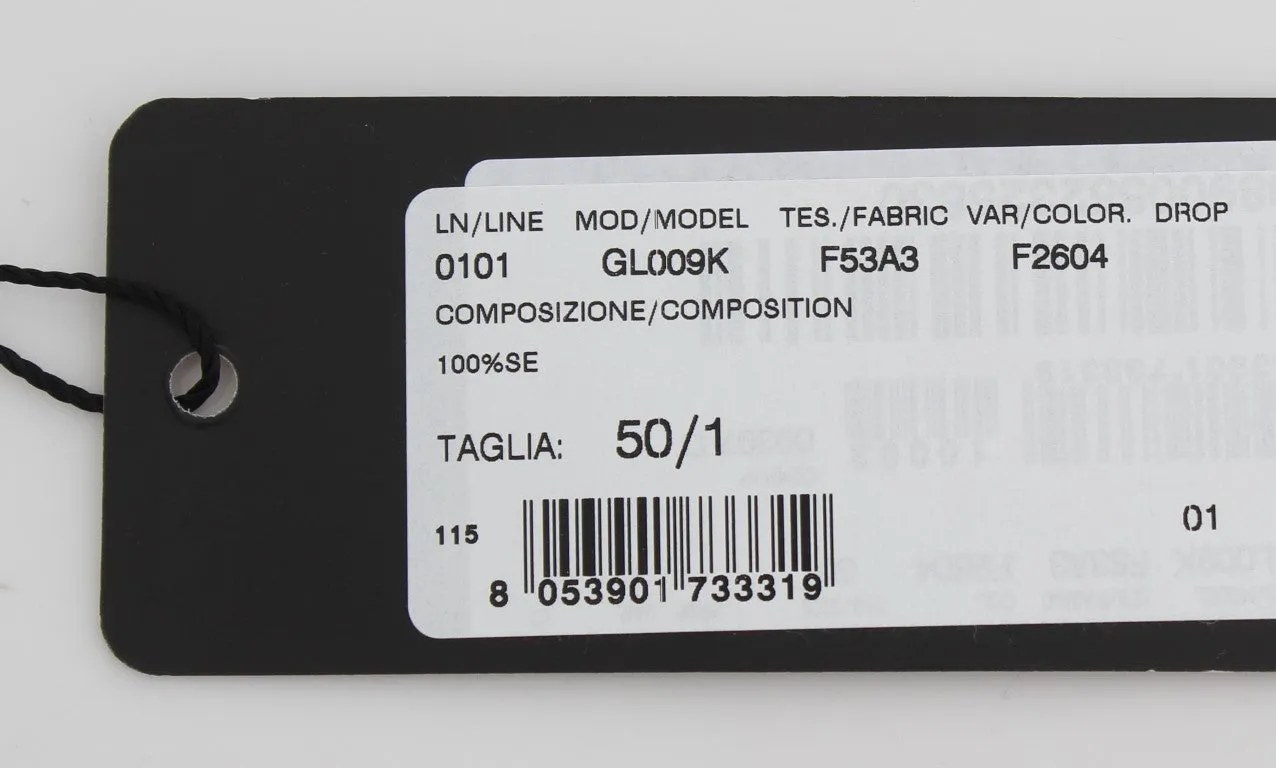 LN/LINE MOD/MODEL TES./FABRIC VAR/COLOR. DROP
0101 GL009K F53A3 F2604
COMPOSIZIONE/COMPOSITION
100%SE
TAGLIA: 50/1
115 01
8 053901 733319